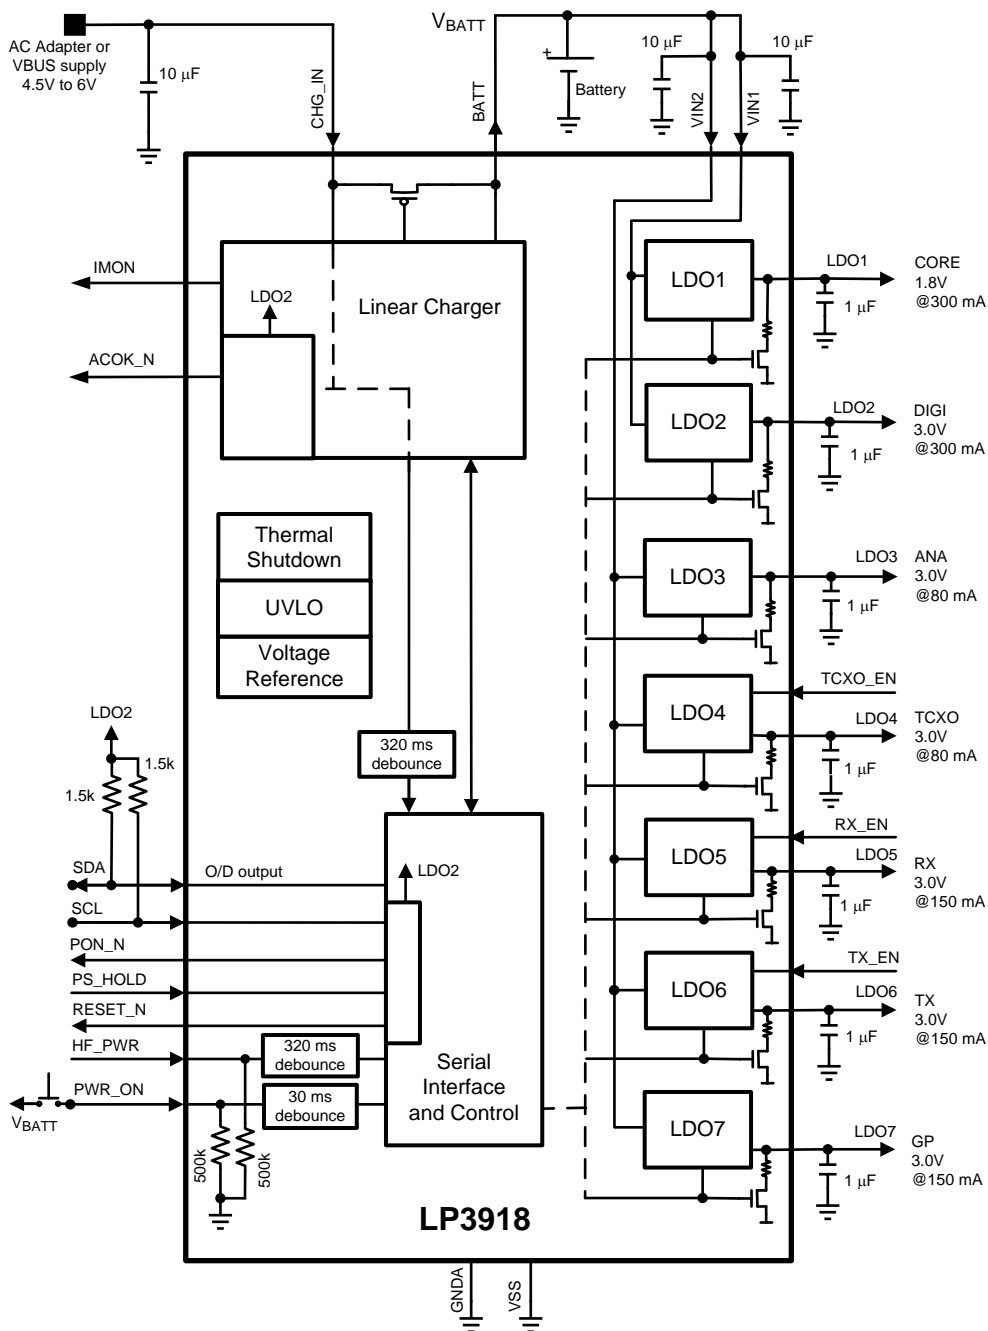 AC Adapter or
VBUS supply
4.5V to 6V
10 μF
CHG_IN
BATT
VBATT
Battery
+
10 μF
VIN2
VIN1
10 μF
IMON
LDO2
Linear Charger
ACOK_N
Thermal
Shutdown
UVLO
Voltage
Reference
320 ms
debounce
LDO2
1.5k
1.5k
SDA
O/D output
LDO2
SCL
PON_N
PS_HOLD
RESET_N
HF_PWR
320 ms
debounce
PWR_ON
30 ms
debounce
VBATT
500k
500k
Serial
Interface
and Control
LDO1
LDO1
CORE
1.8V
@300 mA
1 μF
LDO2
LDO2
DIGI
3.0V
@300 mA
1 μF
LDO3
LDO3
ANA
3.0V
@80 mA
1 μF
TCXO_EN
LDO4
LDO4
TCXO
3.0V
@80 mA
1 μF
RX_EN
LDO5
LDO5
RX
3.0V
@150 mA
1 μF
TX_EN
LDO6
LDO6
TX
3.0V
@150 mA
1 μF
LDO7
LDO7
GP
3.0V
@150 mA
1 μF
LP3918
GNDA
VSS